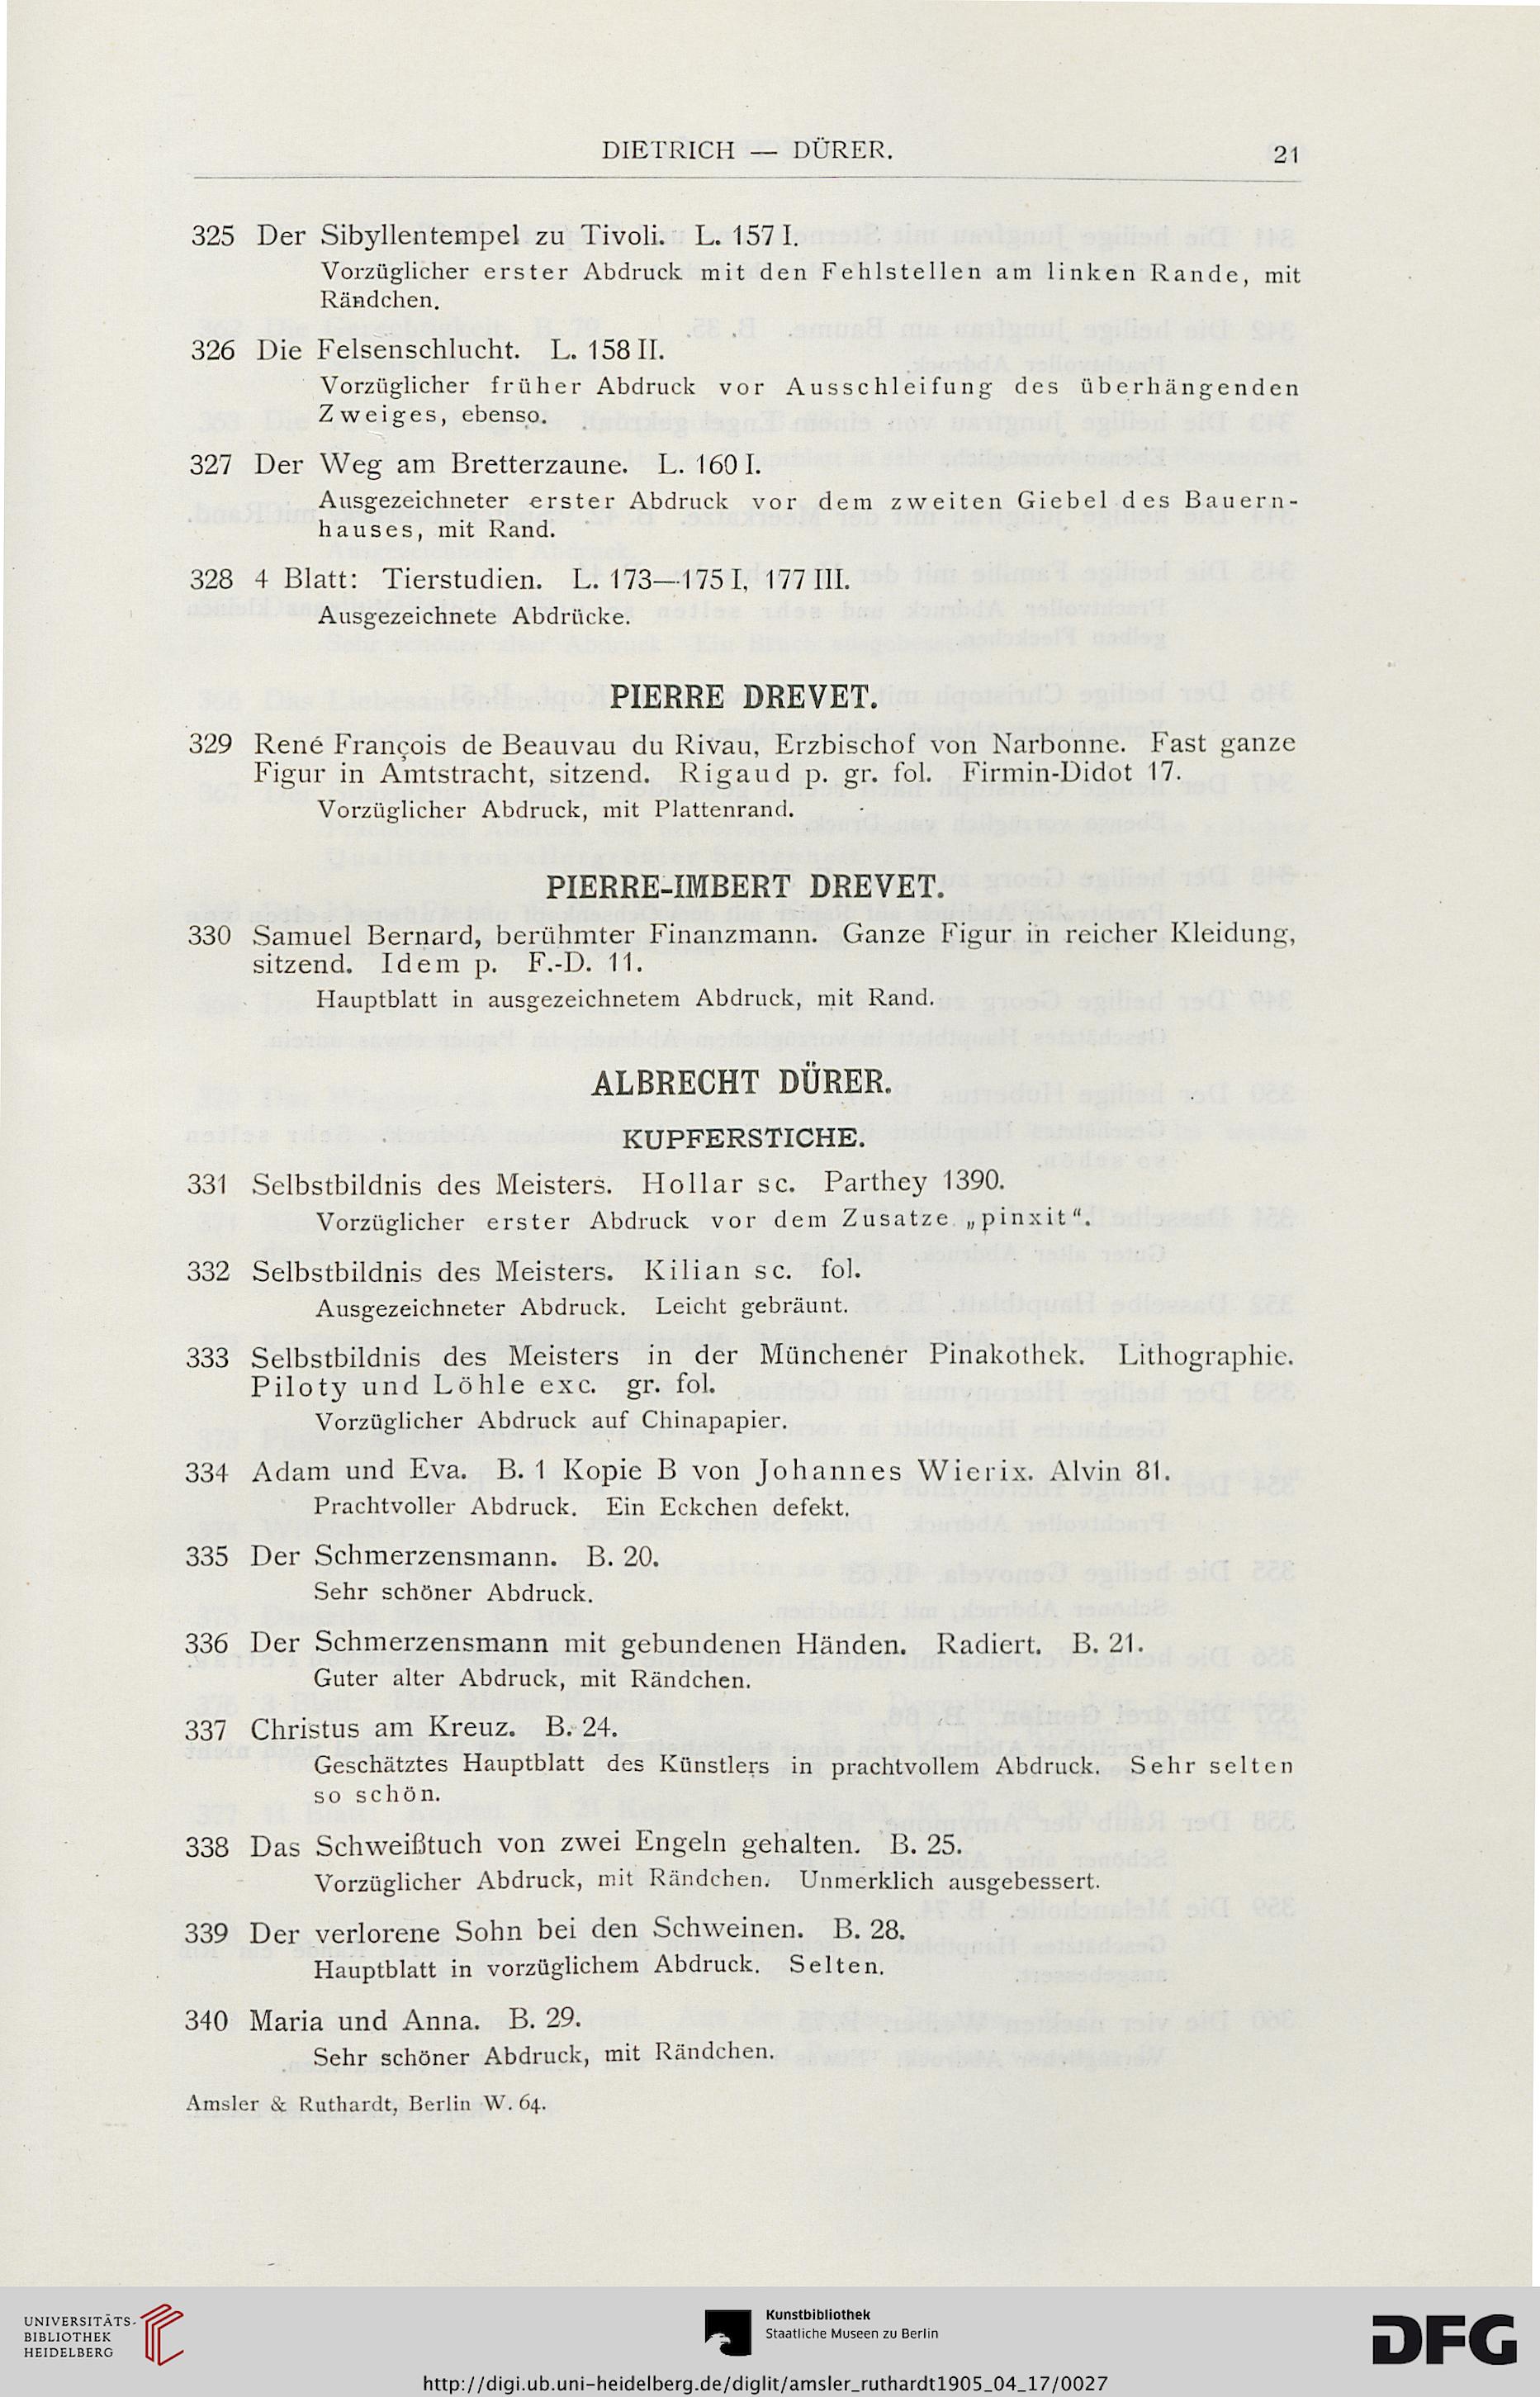 DIETRICH — DÜRER.
21
325 Der Sibyllentempel zu Tivoli. L. 157 I.
Vorzüglicher erster Abdruck mit den Fehlstellen am linken Rande, mit
Rändchen.
326 Die Felsenschlucht. L. 158 II.
Vorzüglicher früher Abdruck vor Ausschleifung des überhängenden
Zweiges, ebenso.
327 Der Weg am Bretterzaune. L. 160 I.
Ausgezeichneter erster Abdruck vor dem zweiten Giebel des Bauern-
hauses, mit Rand.
328 4 Blatt: Tierstudien. L. 173—175 I, 177 III.
Ausgezeichnete Abdrücke.
PIERRE DREVET.
329 René François de Beauvau du Rivau, Erzbischof von Narbonne. Fast ganze
Figur in Amtstracht, sitzend. Rigaud p. gr. fol. Firmin-Didot 17.
Vorzüglicher Abdruck, mit Plattenrand.
PIERRE-IMBERT DREVET.
330 Samuel Bernard, berühmter Finanzmann. Ganze Figur in reicher Kleidung,
sitzend. Idem p. F.-D. 11.
Hauptblatt in ausgezeichnetem Abdruck, mit Rand.
ALBRECHT DÜRER.
KUPFERSTICHE.
331 Selbstbildnis des Meisters. Hollar sc. Parthey 1390.
Vorzüglicher erster Abdruck vor dem Zusatze „pinxit“.
332 Selbstbildnis des Meisters. Kilian sc. fol.
Ausgezeichneter Abdruck. Leicht gebräunt.
333 Selbstbildnis des Meisters in der Münchener Pinakothek. Lithographie.
Piloty und Löhle exc. gr. fol.
Vorzüglicher Abdruck auf Chinapapier.
334 Adam und Eva. B. 1 Kopie B von Johannes Wierix. Alvin 81.
Prachtvoller Abdruck. Ein Eckchen defekt.
335 Der Schmerzensmann. B. 20.
Sehr schöner Abdruck.
336 Der Schmerzensmann mit gebundenen Händen. Radiert. B. 21.
Guter alter Abdruck, mit Rändchen.
337 Christus am Kreuz. B. 24.
Geschätztes Hauptblatt des Künstlers in prachtvollem Abdruck. Sehr selten
so schön.
338 Das Schweißtuch von zwei Engeln gehalten. B. 25.
Vorzüglicher Abdruck, mit Rändchen. Unmerklich ausgebessert.
339 Der verlorene Sohn bei den Schweinen. B. 28.
Hauptblatt in vorzüglichem Abdruck. Selten.
340 Maria und Anna. B. 29.
Sehr schöner Abdruck, mit Rändchen.
Amsler & Ruthardt, Berlin W. 64.
UNIVERSITÄTS-
BIBLIOTHEK
HEIDELBERG
Kunstbibliothek
Staatliche Museen zu Berlin
DFG
http://digi.ub.uni-heidelberg.de/diglit/amsler_ruthardt1905_04_17/0027